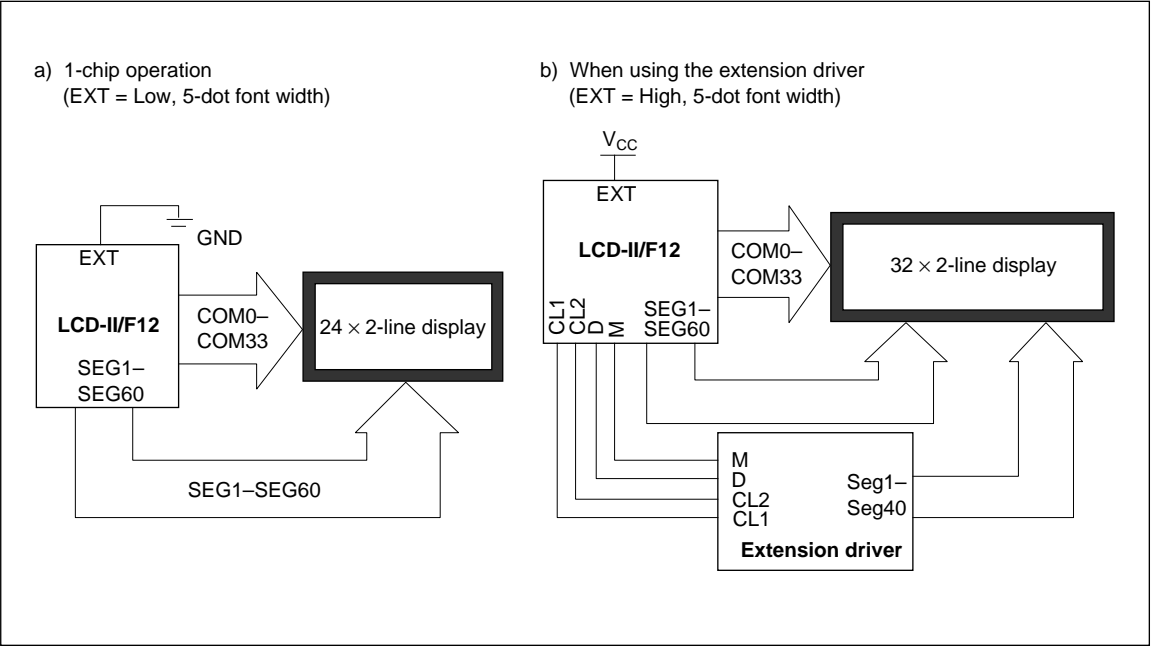 a) 1-chip operation
(EXT = Low, 5-dot font width)
GND
EXT
LCD-II/F12
SEG1–
SEG60
COM0–
COM33
24 × 2-line display
SEG1–SEG60
b) When using the extension driver
(EXT = High, 5-dot font width)
VCC
EXT
LCD-II/F12
CL1
CL2
D
M
SEG1–
SEG60
COM0–
COM33
32 × 2-line display
M
D
CL2
CL1
Seg1–
Seg40
Extension driver